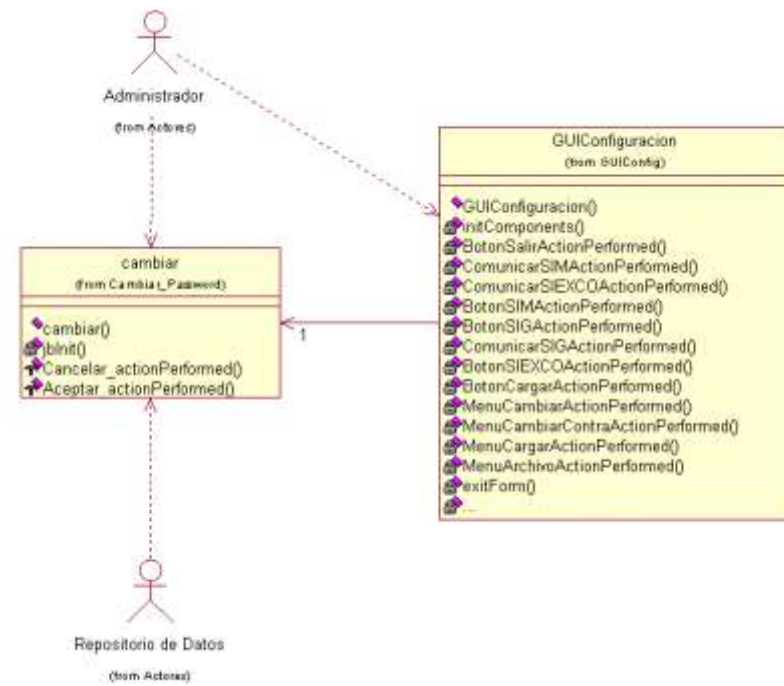 Administrador
(from Actores)
GUIConfiguracion
(from GUIConfig)
GUIConfiguracion()
initComponents()
BotonSalirActionPerformed()
ComunicarSIMActionPerformed()
ComunicarSIEXCOActionPerformed()
BotonSIMActionPerformed()
BotonSIGActionPerformed()
ComunicarSIGActionPerformed()
BotonSIEXCOActionPerformed()
BotonCargarActionPerformed()
MenuCambiarActionPerformed()
MenuCambiarContraActionPerformed()
MenuCargarActionPerformed()
MenuArchivoActionPerformed()
exitForm()
...
cambiar
(from Cambiar_Password)
cambiar()
jbInit()
Cancelar_actionPerformed()
Aceptar_actionPerformed()
1
Repositorio de Datos
(from Actores)